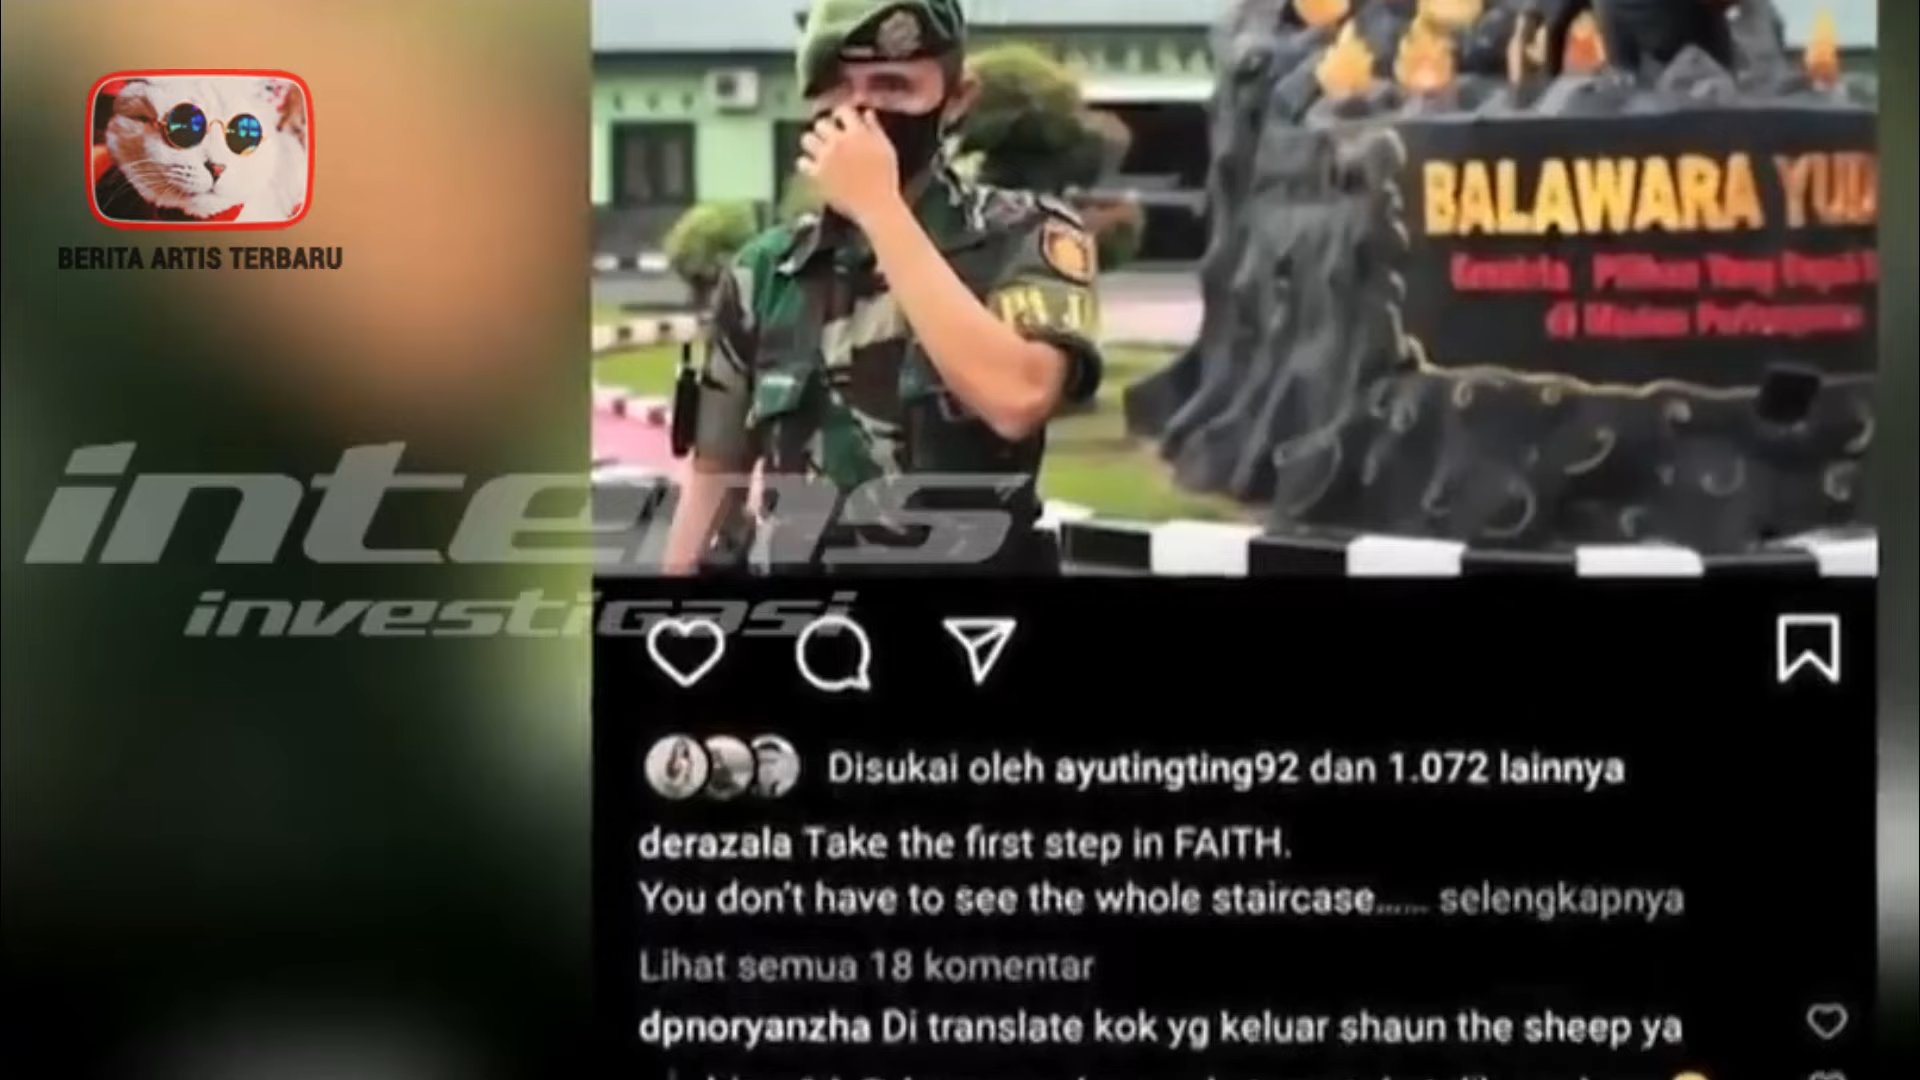 BERITA ARTIS TERBARU
BALAWARA
intens
investigasi
Disukai oleh ayutingting92 dan 1.072 lainnya
derazala Take the first step in FAITH.
You don't have to see the whole staircase...... selengkapnya
Lihat semua 18 komentar
dpnoryanzha Di translate kok yg keluar shaun the sheep ya